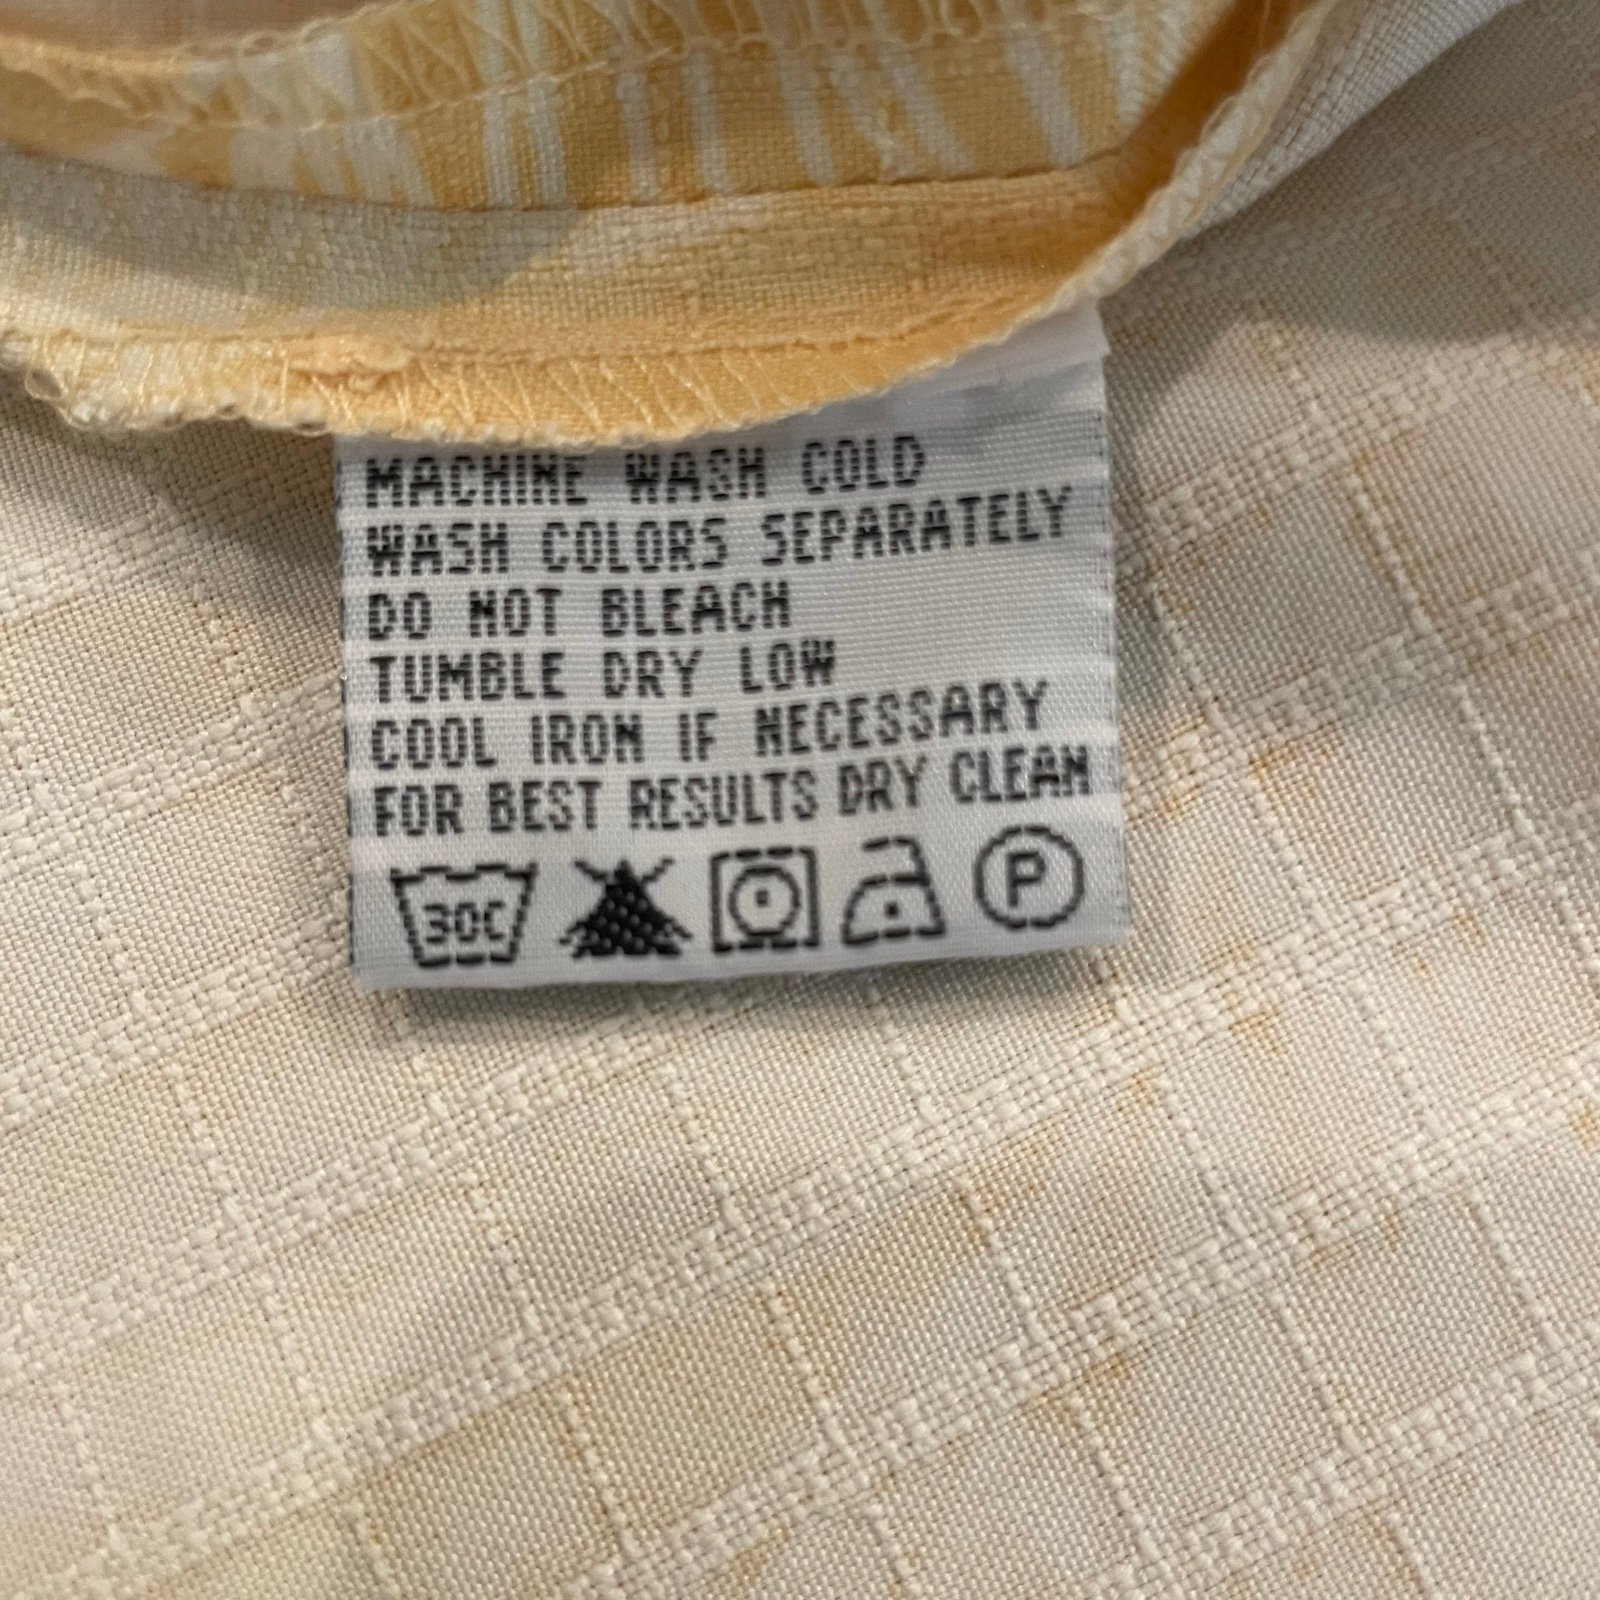 MACHINE WASH COLD
WASH COLORS SEPARATELY
DO NOT BLEACH
TUMBLE DRY LOW
COOL IRON IF NECESSARY
FOR BEST RESULTS DRY CLEAN
30C P